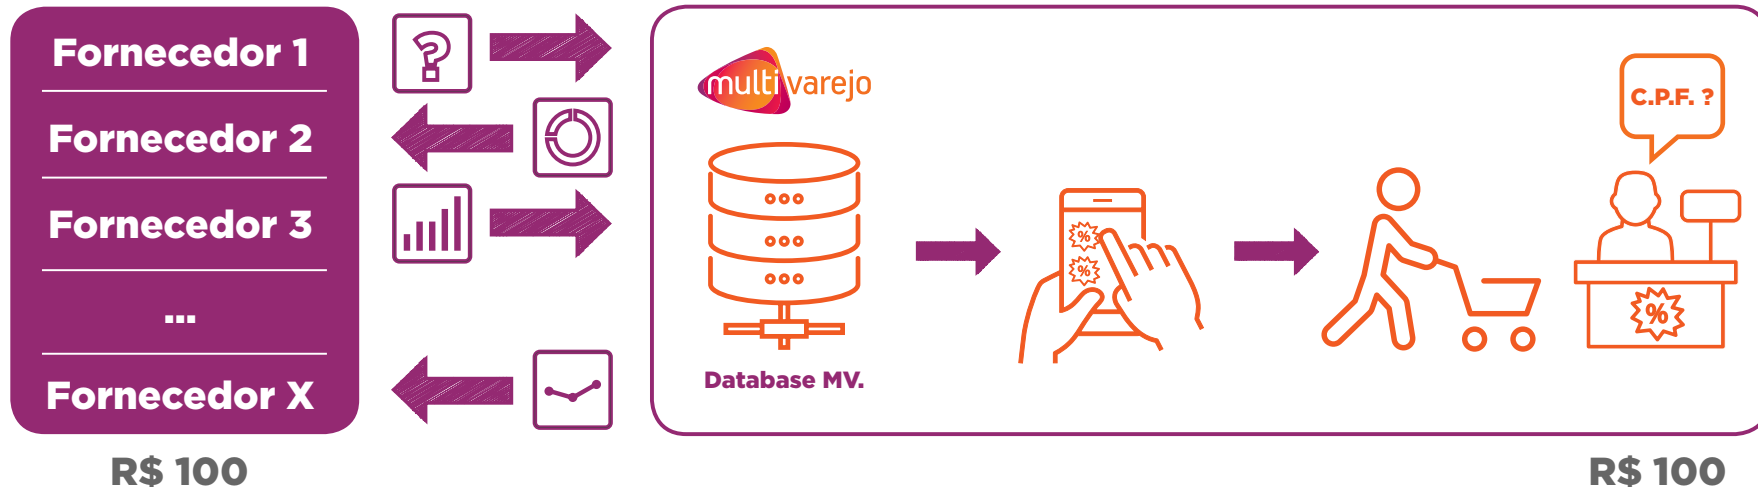 Fornecedor 1
Fornecedor 2
Fornecedor 3
...
Fornecedor X
R$ 100
?
multivarejo
Database MV.
%
%
C.P.F. ?
%
R$ 100